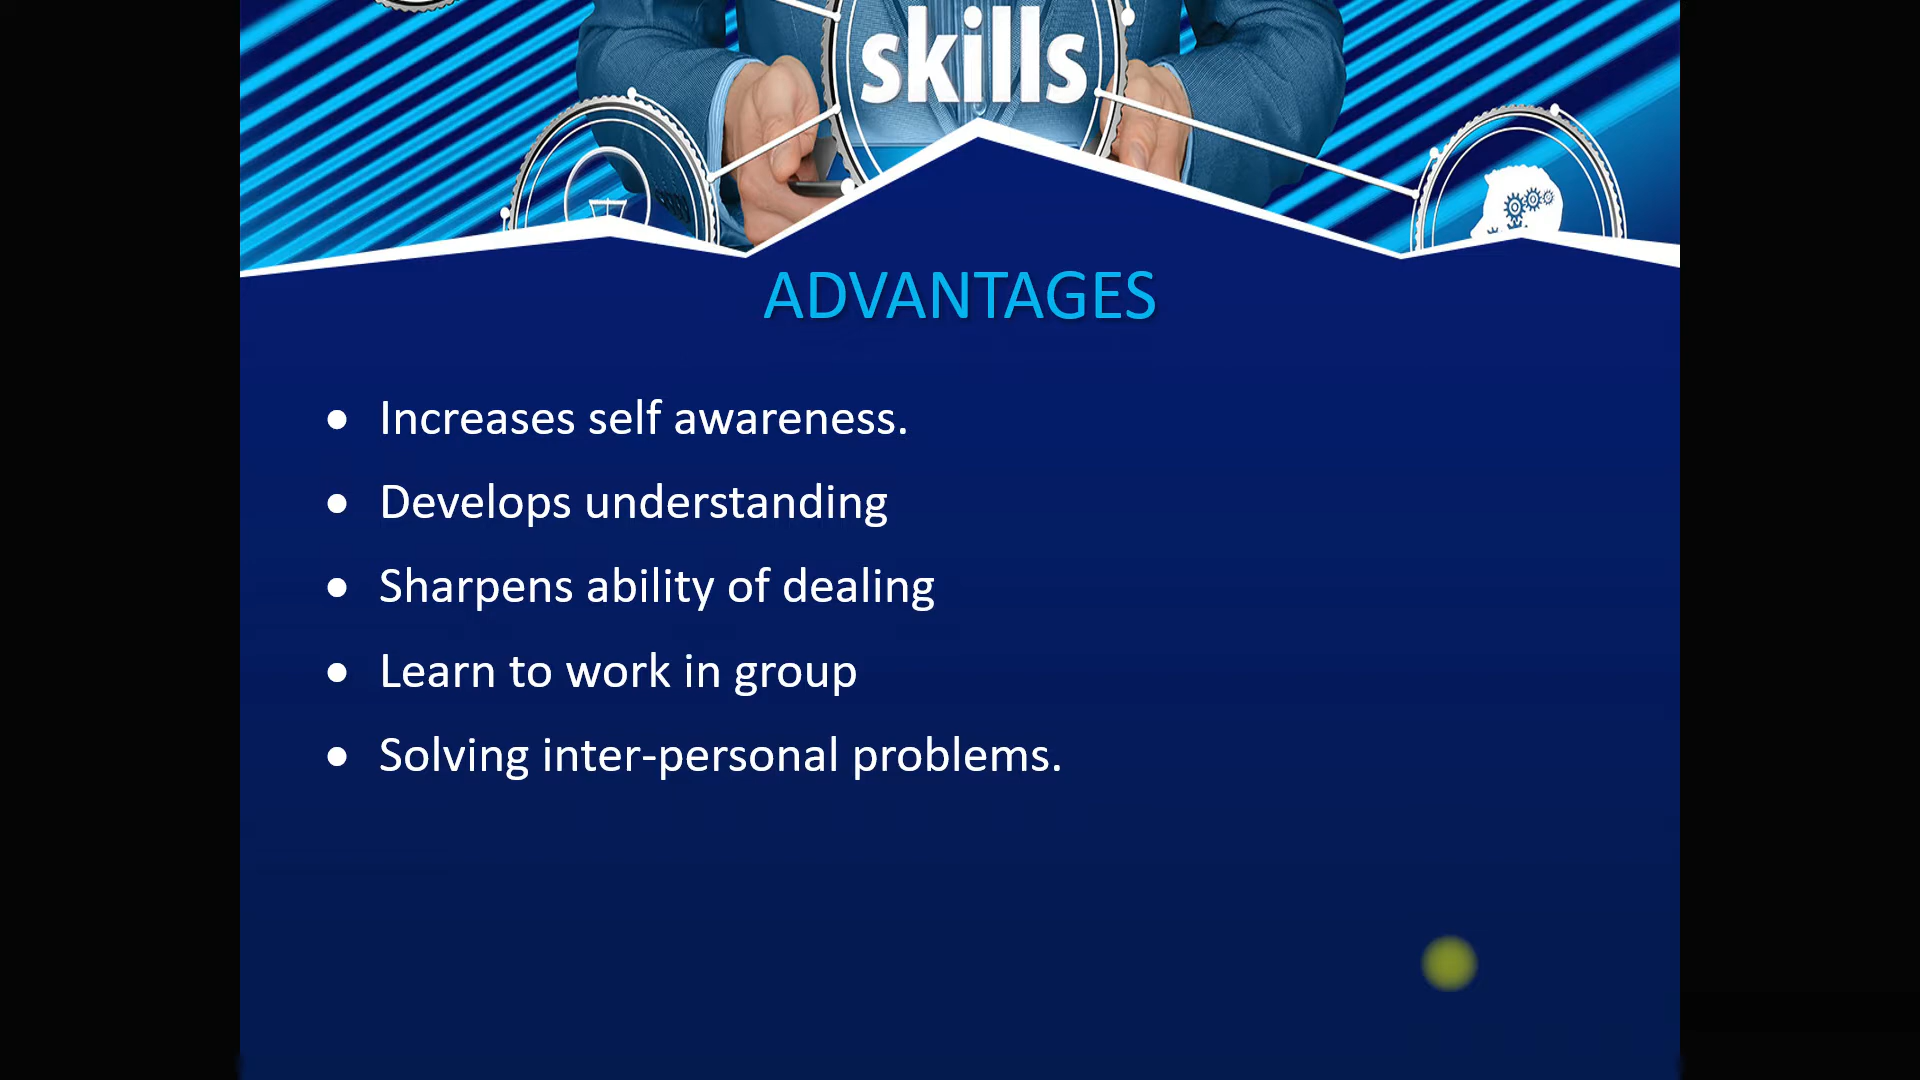 skills
ADVANTAGES
● Increases self awareness.
● Develops understanding
● Sharpens ability of dealing
● Learn to work in group
● Solving inter-personal problems.